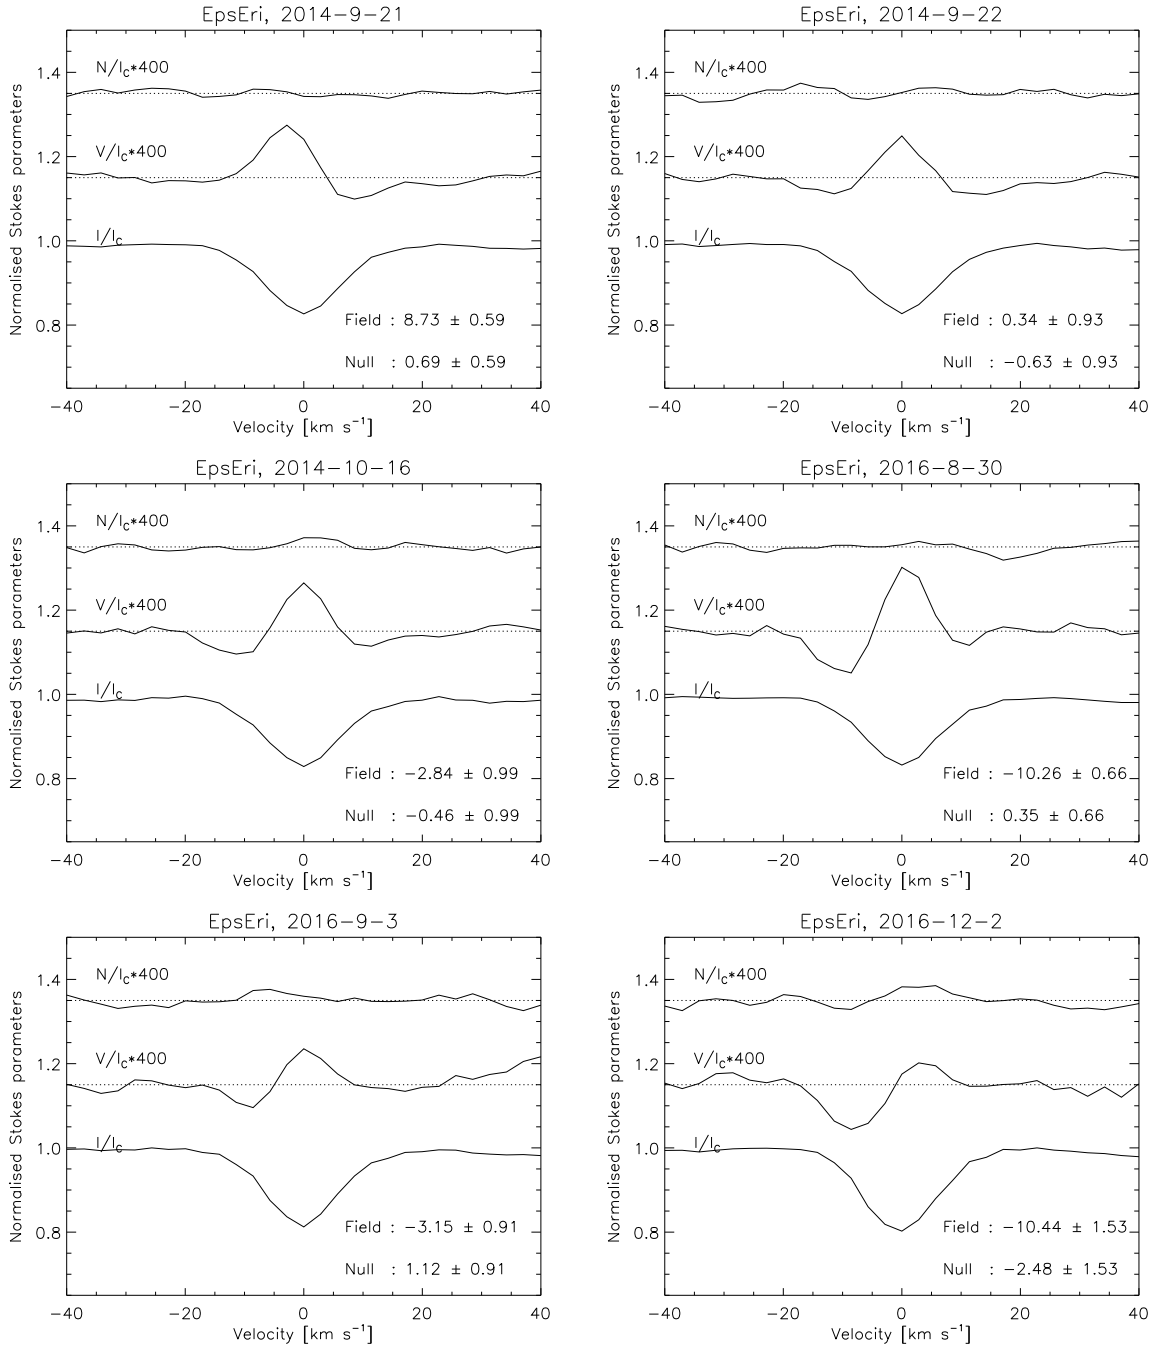 EpsEri, 2014-9-21
N/Ic*400
V/Ic*400
I/Ic
Field : 8.73 ± 0.59
Null : 0.69 ± 0.59
Normalised Stokes parameters
1.4
1.2
1.0
0.8
-40 -20 0 20 40
Velocity [km s-1]
EpsEri, 2014-9-22
N/Ic*400
V/Ic*400
I/Ic
Field : 0.34 ± 0.93
Null : -0.63 ± 0.93
Normalised Stokes parameters
1.4
1.2
1.0
0.8
-40 -20 0 20 40
Velocity [km s-1]
EpsEri, 2014-10-16
N/Ic*400
V/Ic*400
I/Ic
Field : -2.84 ± 0.99
Null : -0.46 ± 0.99
Normalised Stokes parameters
1.4
1.2
1.0
0.8
-40 -20 0 20 40
Velocity [km s-1]
EpsEri, 2016-8-30
N/Ic*400
V/Ic*400
I/Ic
Field : -10.26 ± 0.66
Null : 0.35 ± 0.66
Normalised Stokes parameters
1.4
1.2
1.0
0.8
-40 -20 0 20 40
Velocity [km s-1]
EpsEri, 2016-9-3
N/Ic*400
V/Ic*400
I/Ic
Field : -3.15 ± 0.91
Null : 1.12 ± 0.91
Normalised Stokes parameters
1.4
1.2
1.0
0.8
-40 -20 0 20 40
Velocity [km s-1]
EpsEri, 2016-12-2
N/Ic*400
V/Ic*400
I/Ic
Field : -10.44 ± 1.53
Null : -2.48 ± 1.53
Normalised Stokes parameters
1.4
1.2
1.0
0.8
-40 -20 0 20 40
Velocity [km s-1]